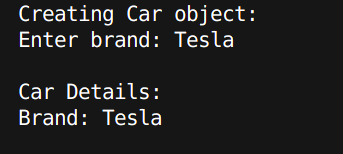 Creating Car object:
Enter brand: Tesla
Car Details:
Brand: Tesla